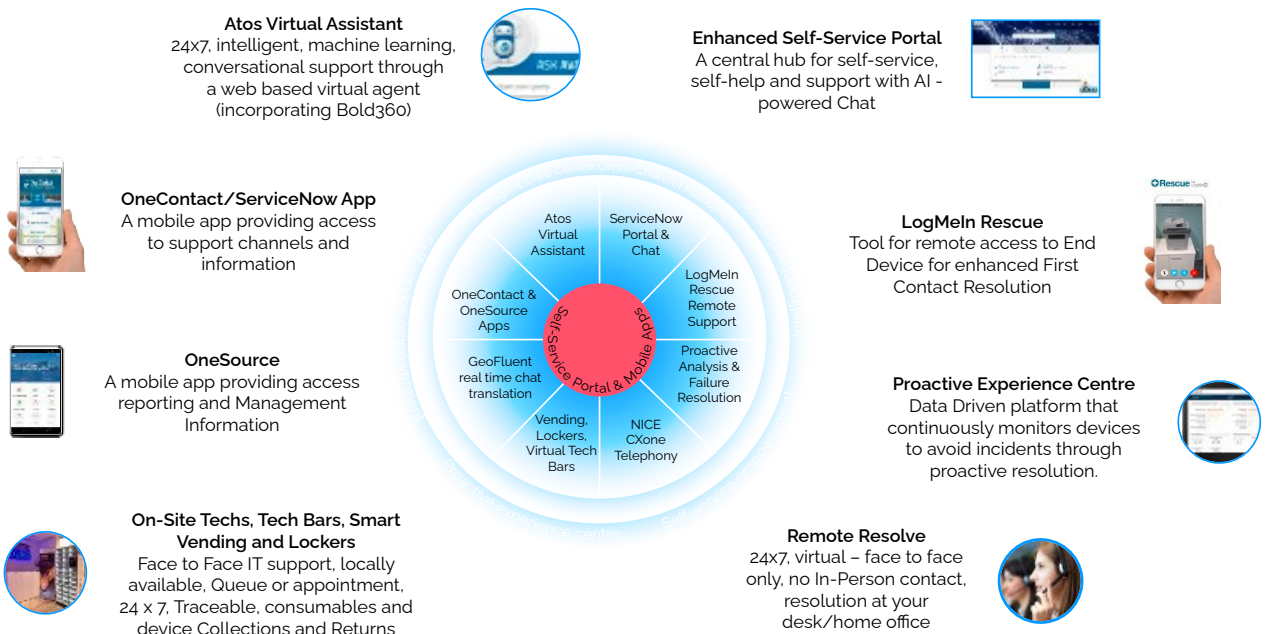 Atos Virtual Assistant
24x7, intelligent, machine learning,
conversational support through
a web based virtual agent
(incorporating Bold360)
ASK AWA
Enhanced Self-Service Portal
A central hub for self-service,
self-help and support with AI -
powered Chat
OneContact/ServiceNow App
A mobile app providing access
to support channels and
information
OneSource
A mobile app providing access
reporting and Management
Information
On-Site Techs, Tech Bars, Smart
Vending and Lockers
Face to Face IT support, locally
available, Queue or appointment,
24 x 7, Traceable, consumables and
device Collections and Returns
Atos
Virtual
Assistant
ServiceNow
Portal &
Chat
LogMeIn
Rescue
Remote
Support
Proactive
Analysis &
Failure
Resolution
NICE
CXone
Telephony
Vending,
Lockers,
Virtual Tech
Bars
GeoFluent
real time chat
translation
OneContact &
OneSource
Apps
Self-Service Portal & Mobile Apps
Proactive experience centre
Rescue
LogMeIn Rescue
Tool for remote access to End
Device for enhanced First
Contact Resolution
Proactive Experience Centre
Data Driven platform that
continuously monitors devices
to avoid incidents through
proactive resolution.
Remote Resolve
24x7, virtual – face to face
only, no In-Person contact,
resolution at your
desk/home office